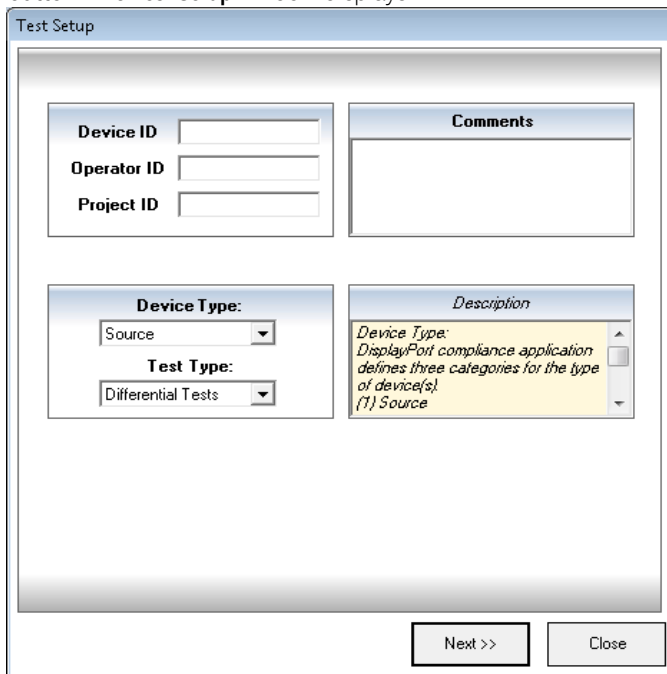 Test Setup
Device ID
Operator ID
Project ID
Comments
Device Type:
Source
Test Type:
Differential Tests
Description
Device Type:
DisplayPort compliance application
defines three categories for the type
of device(s).
(1) Source
Next >>
Close